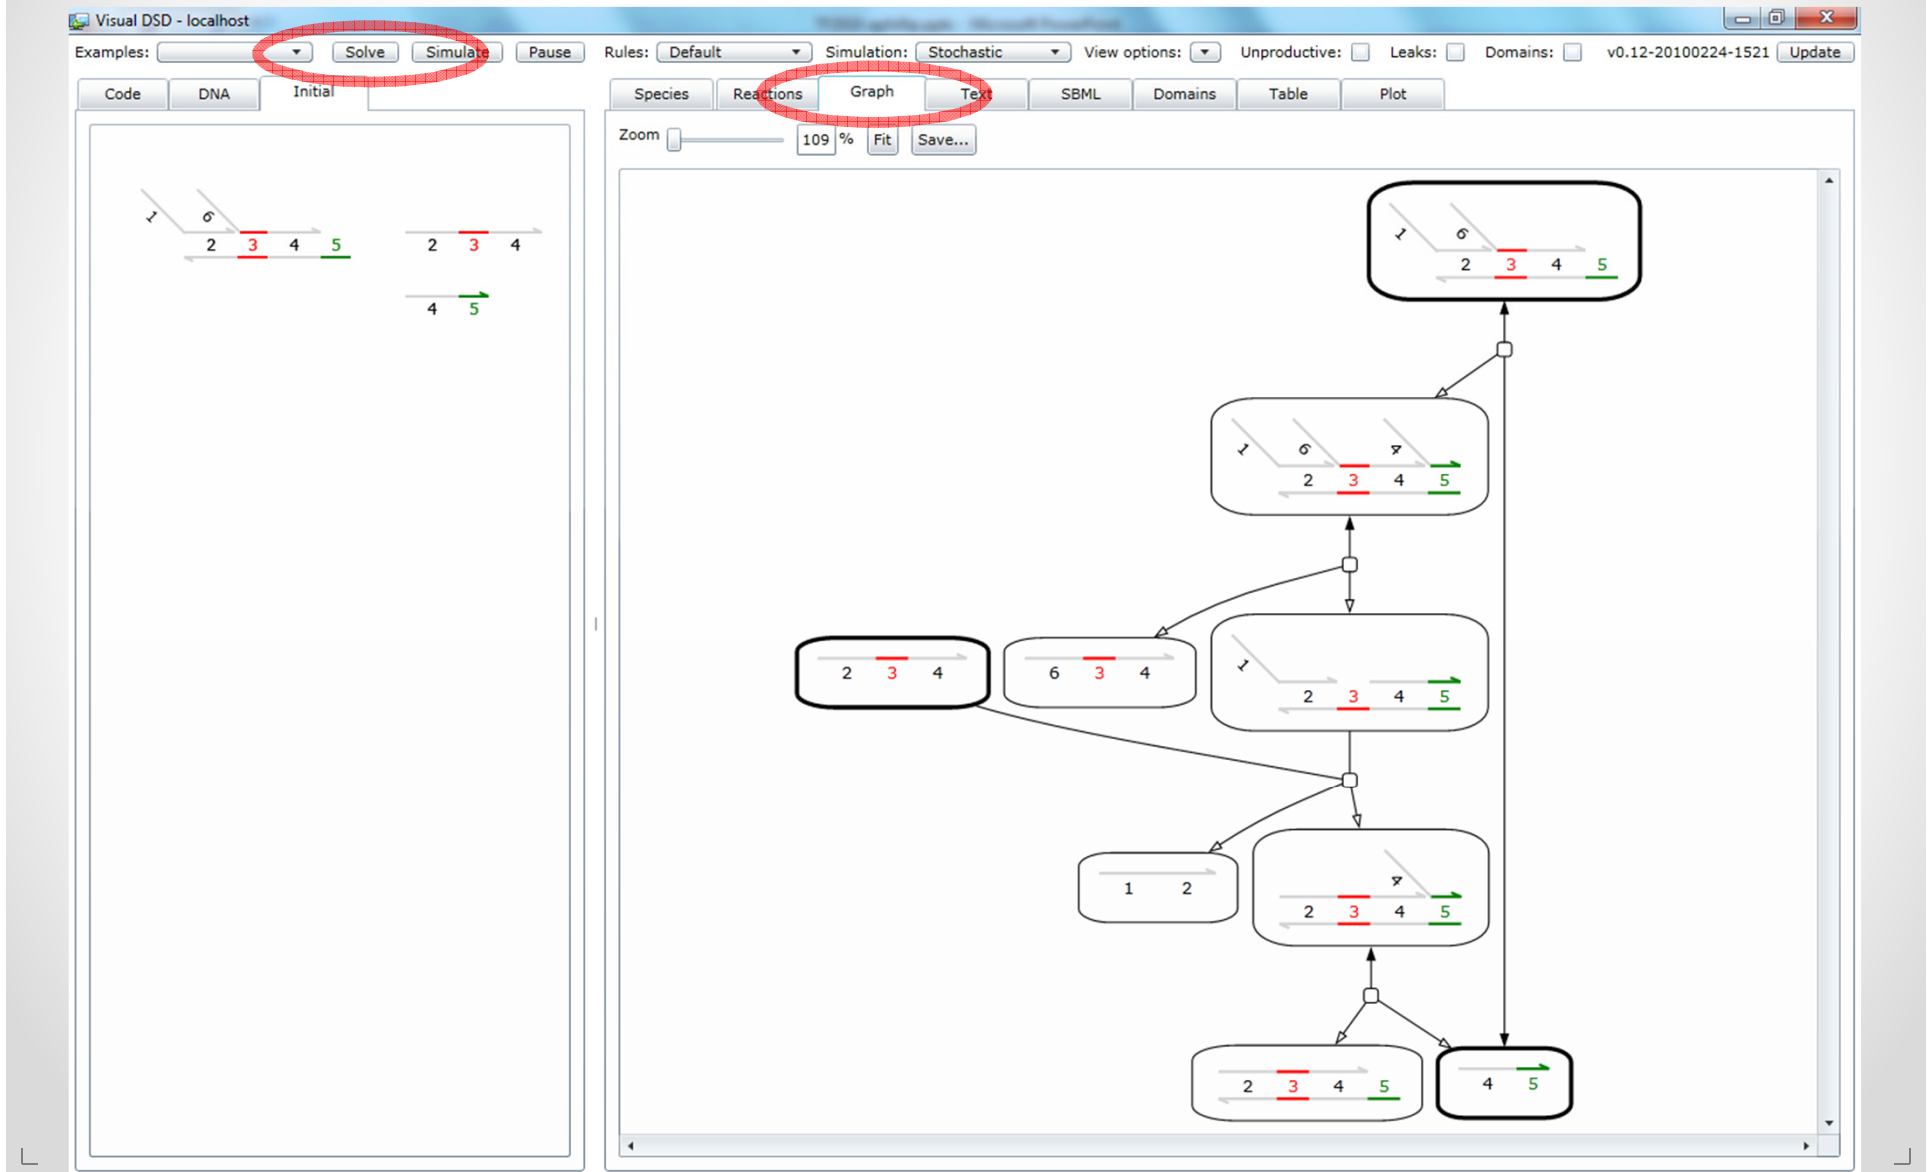 Visual DSD - localhost
Examples: Solve Simulate Pause Rules: Default Simulation: Stochastic View options: Unproductive: Leaks: Domains: v0.12-20100224-1521 Update
Code DNA Initial Species Reactions Graph Text SBML Domains Table Plot
Zoom 109 % Fit Save...
1 6
2 3 4 5
2 3 4
4 5
1 6
2 3 4 5
1 6 4
2 3 4 5
2 3 4
6 3 4
1
2 3 4 5
1 2
4
2 3 4 5
2 3 4 5
4 5